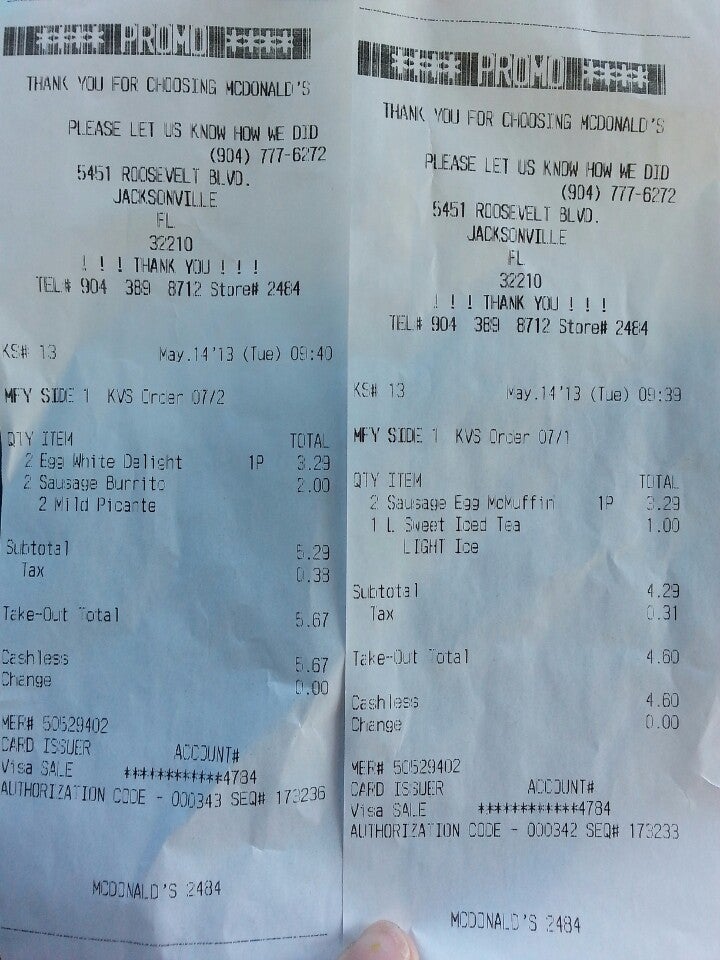 **** PROMO ****
THANK YOU FOR CHOOSING MCDONALD'S
PLEASE LET US KNOW HOW WE DID
(904) 777-6272
5451 ROOSEVELT BLVD.
JACKSONVILLE
FL
32210
! ! ! THANK YOU ! ! !
TEL# 904 389 8712 Store# 2484
KS# 13 May.14'13 (Tue) 09:40
MFY SIDE 1 KVS Order 07/2
QTY ITEM TOTAL
2 Egg White Delight 1P 3.29
2 Sausage Burrito 2.00
2 Mild Picante
Subtotal 5.29
Tax 0.38
Take-Out Total 5.67
Cashless 5.67
Change 0.00
MER# 50529402
CARD ISSUER ACCOUNT#
Visa SALE ************4784
AUTHORIZATION CODE - 000343 SEQ# 173236
MCDONALD'S 2484
**** PROMO ****
THANK YOU FOR CHOOSING MCDONALD'S
PLEASE LET US KNOW HOW WE DID
(904) 777-6272
5451 ROOSEVELT BLVD.
JACKSONVILLE
FL
32210
! ! ! THANK YOU ! ! !
TEL# 904 389 8712 Store# 2484
KS# 13 May.14'13 (Tue) 09:39
MFY SIDE 1 KVS Order 07/1
QTY ITEM TOTAL
2 Sausage Egg McMuffin 1P 3.29
1 L Sweet Iced Tea 1.00
LIGHT Ice
Subtotal 4.29
Tax 0.31
Take-Out Total 4.60
Cashless 4.60
Change 0.00
MER# 50529402
CARD ISSUER ACCOUNT#
Visa SALE ************4784
AUTHORIZATION CODE - 000342 SEQ# 173233
MCDONALD'S 2484